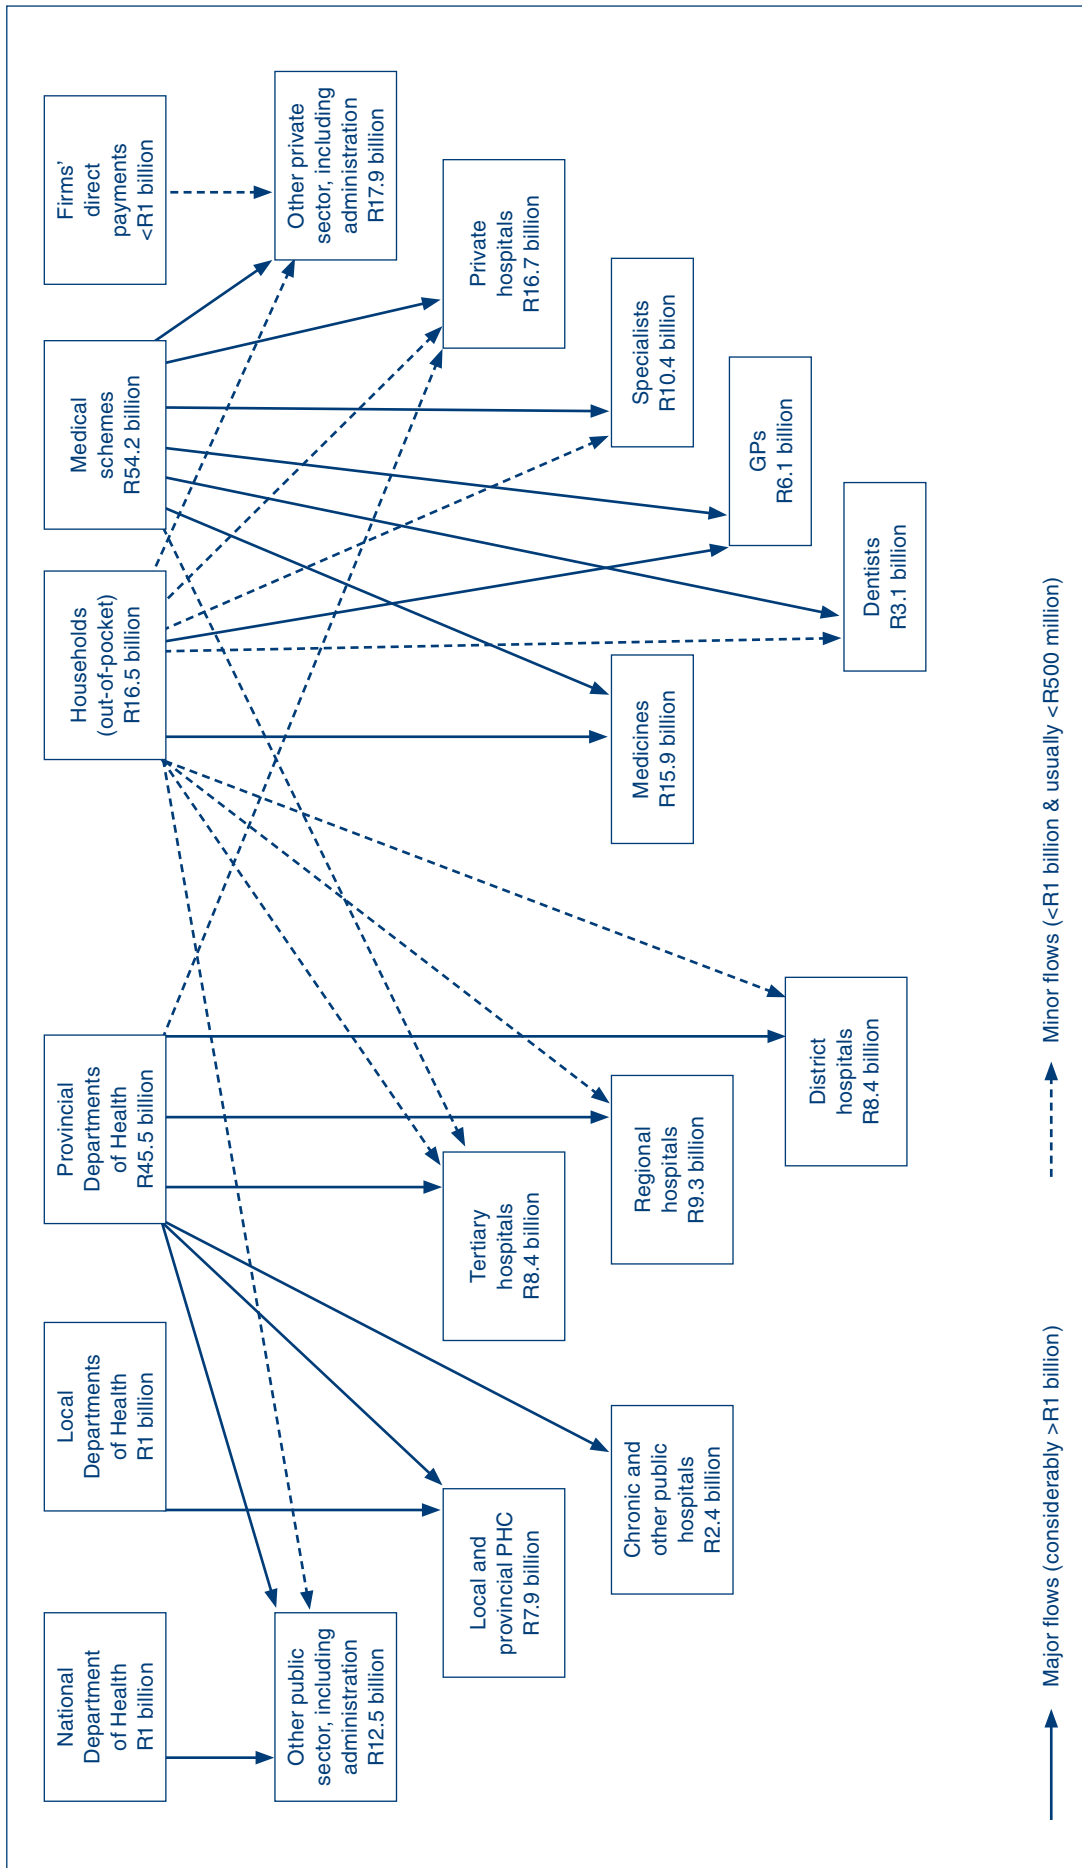 National
Department
of Health
R1 billion
Local
Departments
of Health
R1 billion
Provincial
Departments
of Health
R45.5 billion
Households
(out-of-pocket)
R16.5 billion
Medical
schemes
R54.2 billion
Firms’
direct
payments
<R1 billion
Other public
sector, including
administration
R12.5 billion
Other private
sector, including
administration
R17.9 billion
Local and
provincial PHC
R7.9 billion
Tertiary
hospitals
R8.4 billion
Private
hospitals
R16.7 billion
Chronic and
other public
hospitals
R2.4 billion
Regional
hospitals
R9.3 billion
Medicines
R15.9 billion
Specialists
R10.4 billion
District
hospitals
R8.4 billion
GPs
R6.1 billion
Dentists
R3.1 billion
Major flows (considerably >R1 billion)
Minor flows (<R1 billion & usually <R500 million)